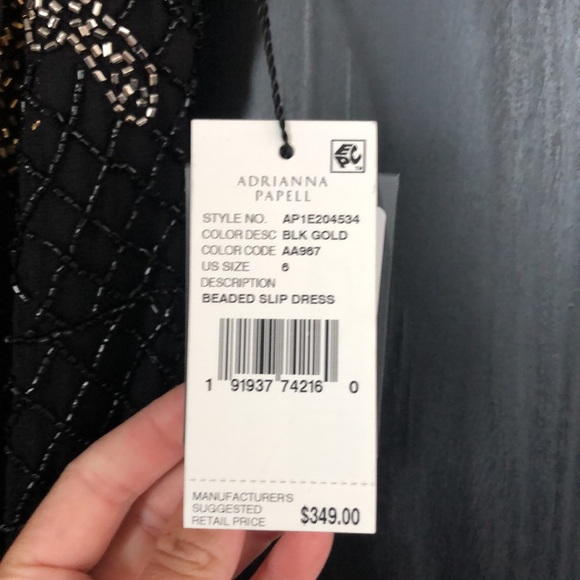 EPC
ADRIANNA
PAPELL
STYLE NO. AP1E204534
COLOR DESC BLK GOLD
COLOR CODE AA967
US SIZE 6
DESCRIPTION
BEADED SLIP DRESS
1 91937 74216 0
MANUFACTURER'S
SUGGESTED
RETAIL PRICE $349.00